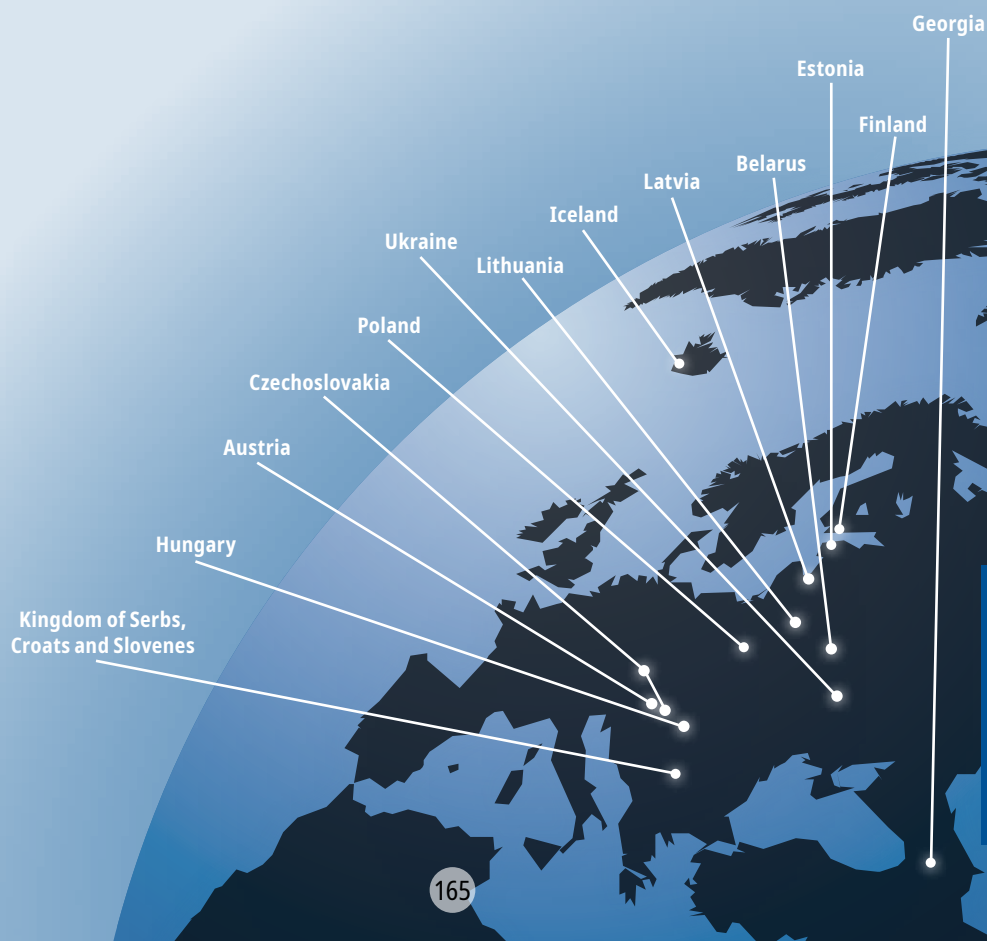 Georgia
Estonia
Finland
Belarus
Latvia
Iceland
Ukraine
Lithuania
Poland
Czechoslovakia
Austria
Hungary
Kingdom of Serbs,
Croats and Slovenes
165